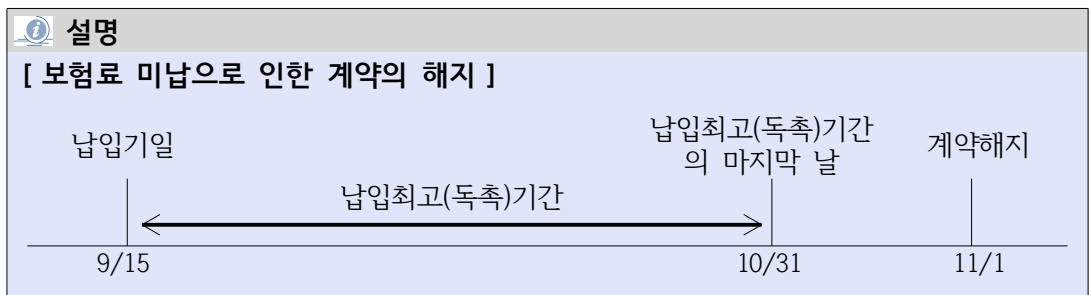 설명
[ 보험료 미납으로 인한 계약의 해지 ]
납입기일
납입최고(독촉)기간
의 마지막 날
계약해지
납입최고(독촉)기간
9/15
10/31
11/1